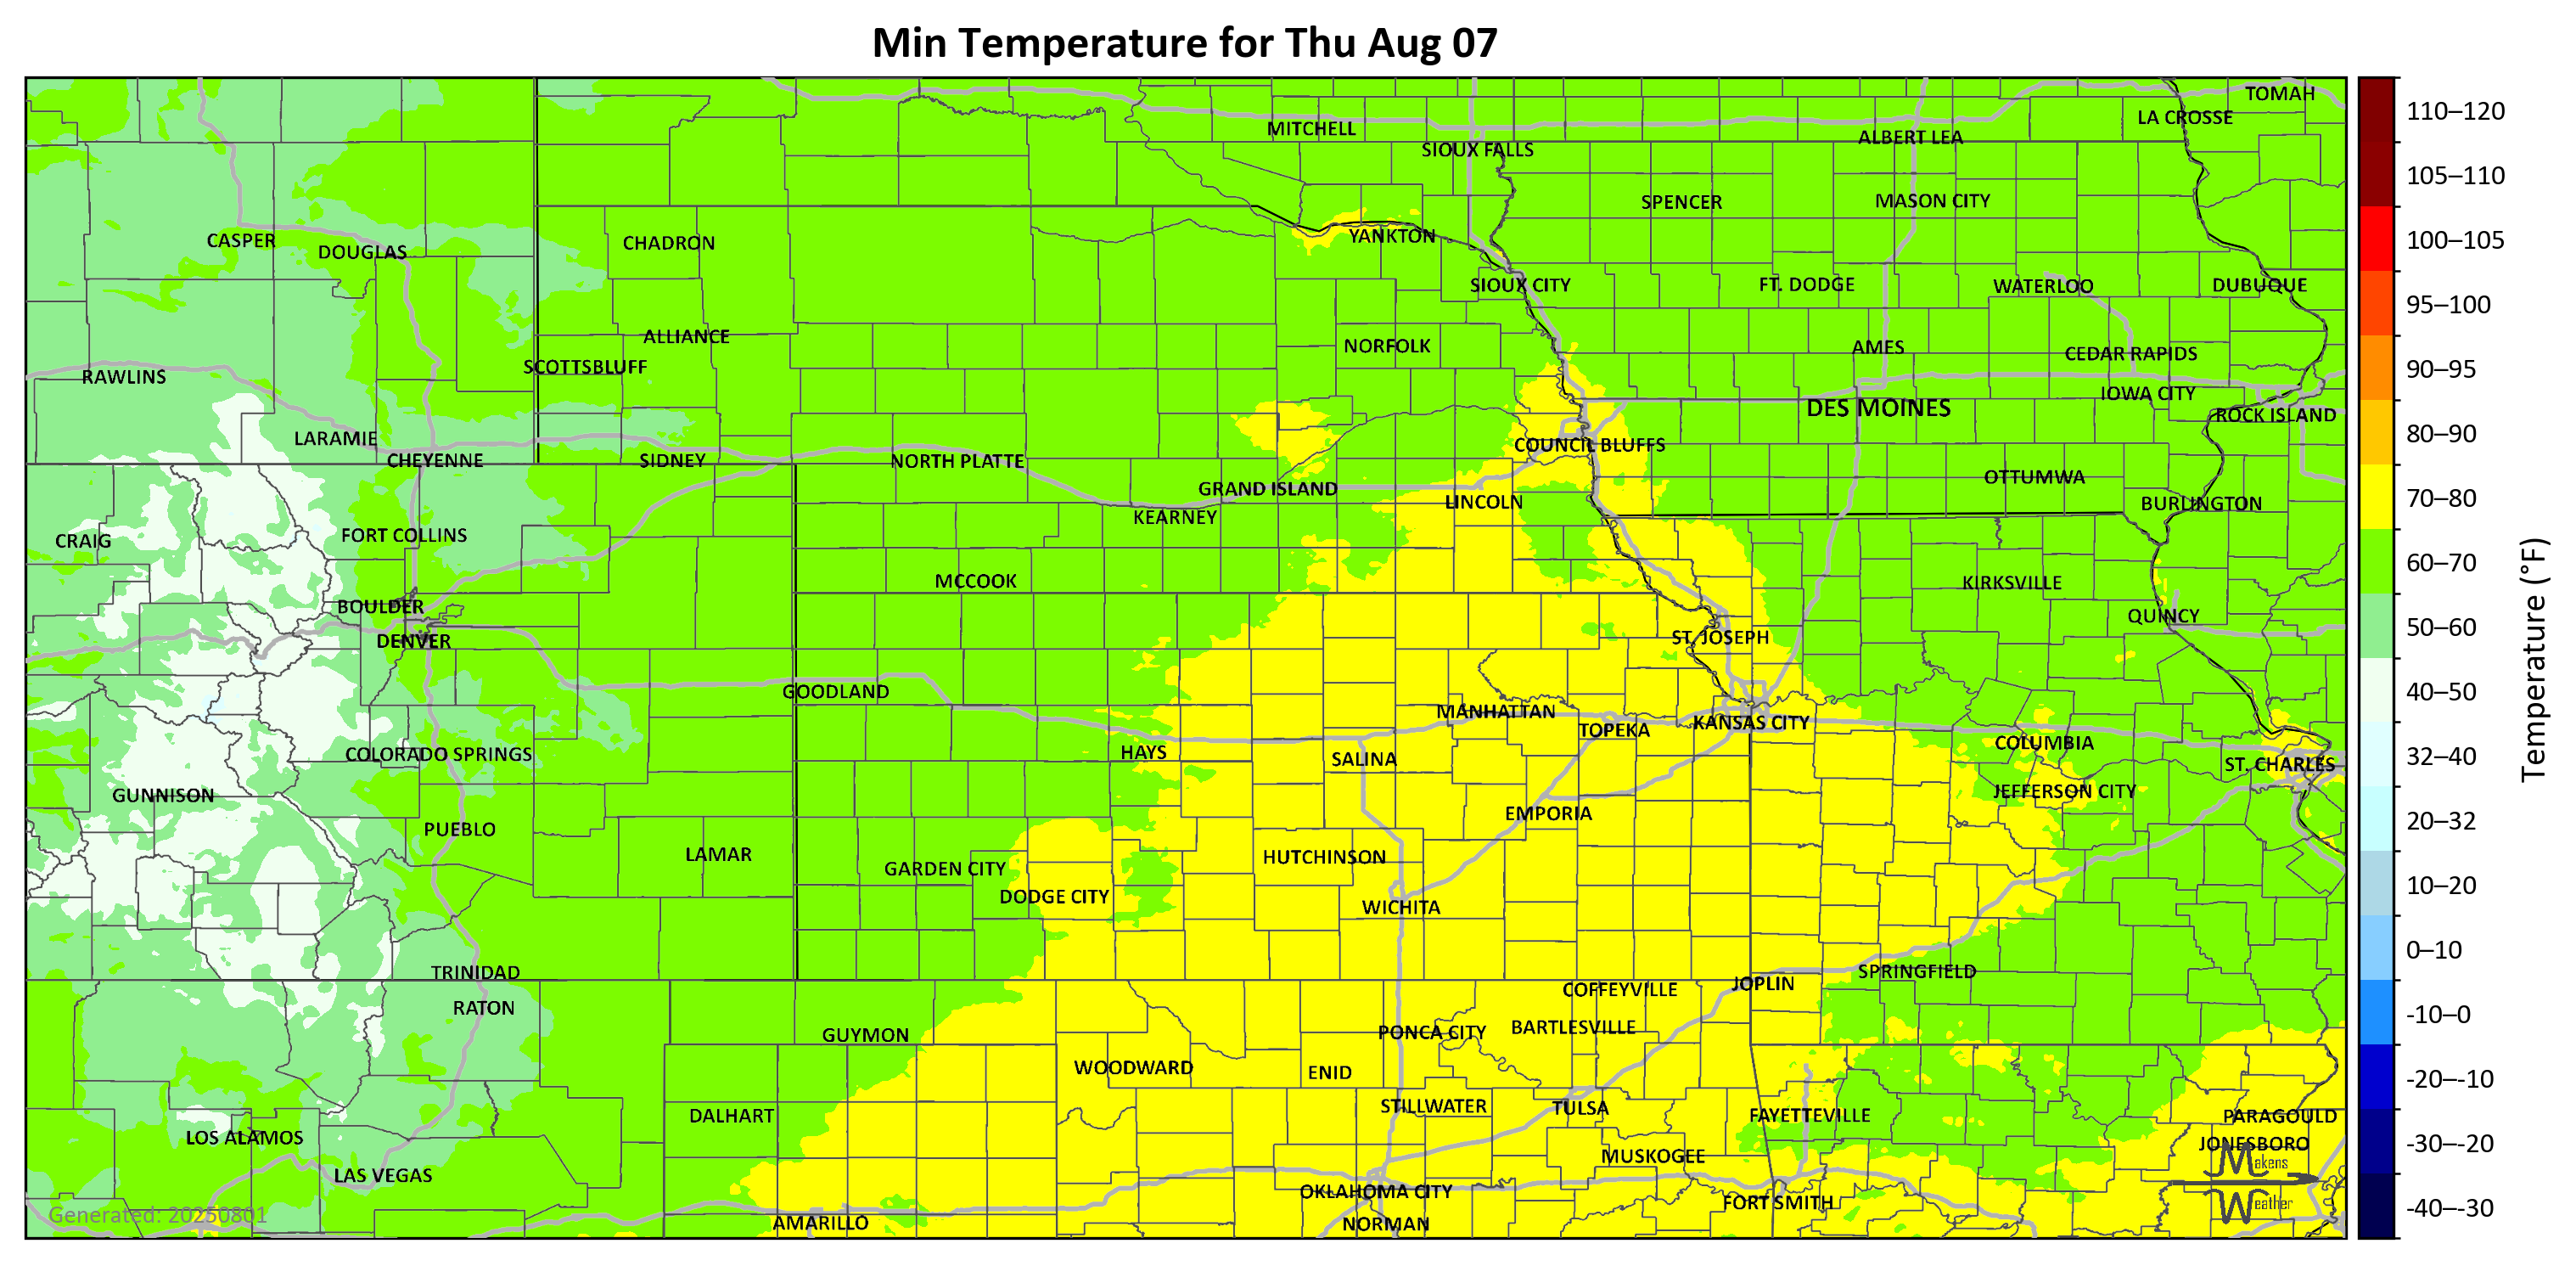 Min Temperature for Thu Aug 07
TOMAH
LA CROSSE
MITCHELL
ALBERT LEA
SIOUX FALLS
SPENCER
MASON CITY
CASPER
DOUGLAS
CHADRON
YANKTON
SIOUX CITY
FT. DODGE
WATERLOO
DUBUQUE
ALLIANCE
NORFOLK
AMES
CEDAR RAPIDS
SCOTTSBLUFF
RAWLINS
IOWA CITY
DES MOINES
ROCK ISLAND
LARAMIE
COUNCIL BLUFFS
CHEYENNE
SIDNEY
NORTH PLATTE
OTTUMWA
GRAND ISLAND
LINCOLN
BURLINGTON
KEARNEY
FORT COLLINS
CRAIG
MCCOOK
KIRKSVILLE
BOULDER
QUINCY
DENVER
ST. JOSEPH
GOODLAND
MANHATTAN
TOPEKA
KANSAS CITY
COLUMBIA
COLORADO SPRINGS
HAYS
SALINA
ST. CHARLES
GUNNISON
JEFFERSON CITY
EMPORIA
PUEBLO
LAMAR
HUTCHINSON
GARDEN CITY
DODGE CITY
WICHITA
TRINIDAD
SPRINGFIELD
JOPLIN
COFFEYVILLE
RATON
GUYMON
PONCA CITY
BARTLESVILLE
WOODWARD
ENID
DALHART
STILLWATER
TULSA
FAYETTEVILLE
PARAGOULD
LOS ALAMOS
JONESBORO
MUSKOGEE
LAS VEGAS
OKLAHOMA CITY
FORT SMITH
AMARILLO
NORMAN
Generated: 20250801
Makens
Weather
110–120
105–110
100–105
95–100
90–95
80–90
70–80
60–70
50–60
40–50
32–40
20–32
10–20
0–10
-10–0
-20–-10
-30–-20
-40–-30
Temperature (°F)